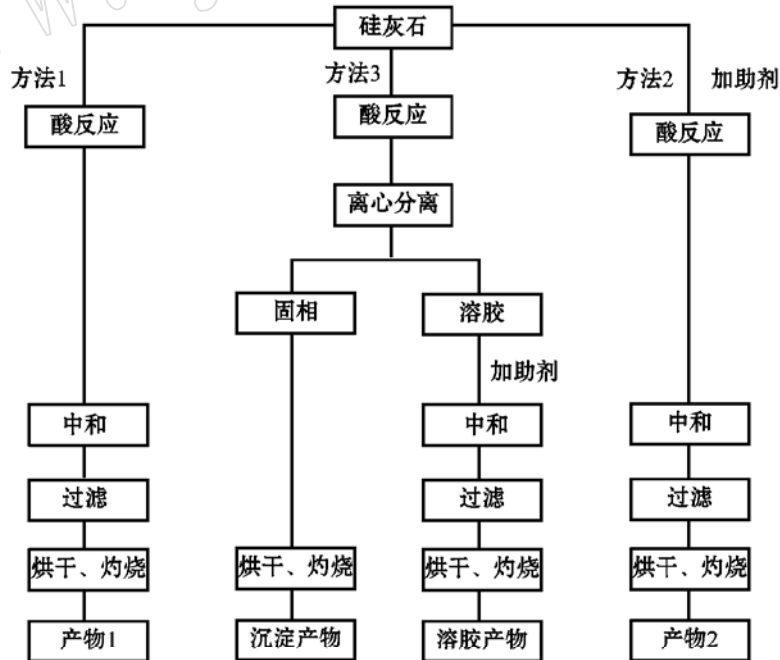 硅灰石
方法1
方法3
方法2
加助剂
酸反应
酸反应
酸反应
离心分离
固相
溶胶
加助剂
中和
中和
中和
过滤
过滤
过滤
烘干、灼烧
烘干、灼烧
烘干、灼烧
烘干、灼烧
产物1
沉淀产物
溶胶产物
产物2